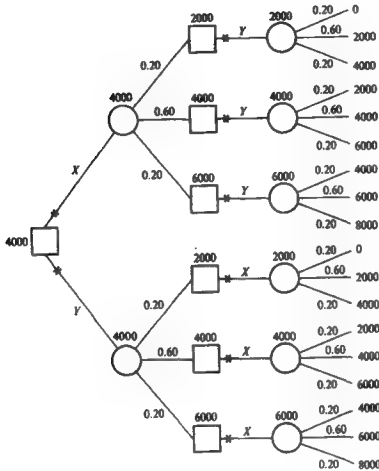 2000 Y 2000 0.20 0
0.60 2000
0.20 0.20 4000
4000 4000 Y 4000 0.20 2000
0.60 0.60 4000
0.20 6000
X 0.20 6000 Y 6000 0.20 4000
0.60 6000
0.20 8000
4000
2000 X 2000 0.20 0
0.60 2000
Y 0.20 0.20 4000
4000 4000 X 4000 0.20 2000
0.60 0.60 4000
0.20 6000
0.20 6000 X 6000 0.20 4000
0.60 6000
0.20 8000